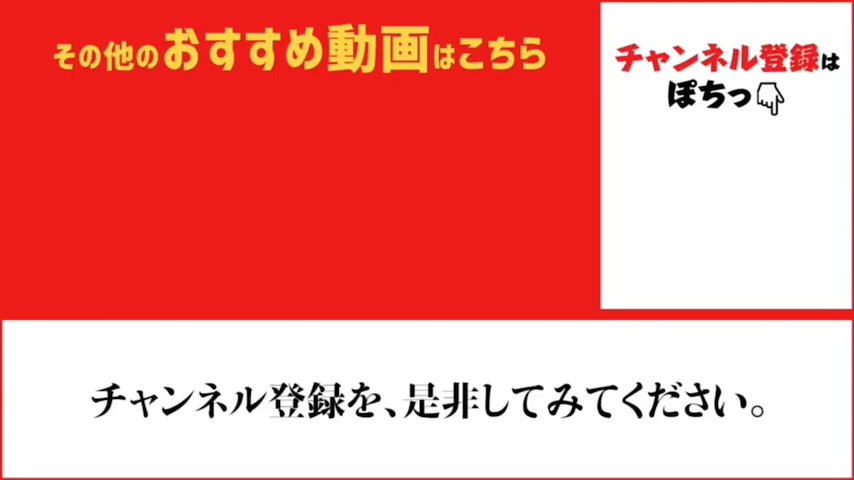 その他のおすすめ動画はこちら
チャンネル登録は
ぽちっ
チャンネル登録を、是非してみてください。